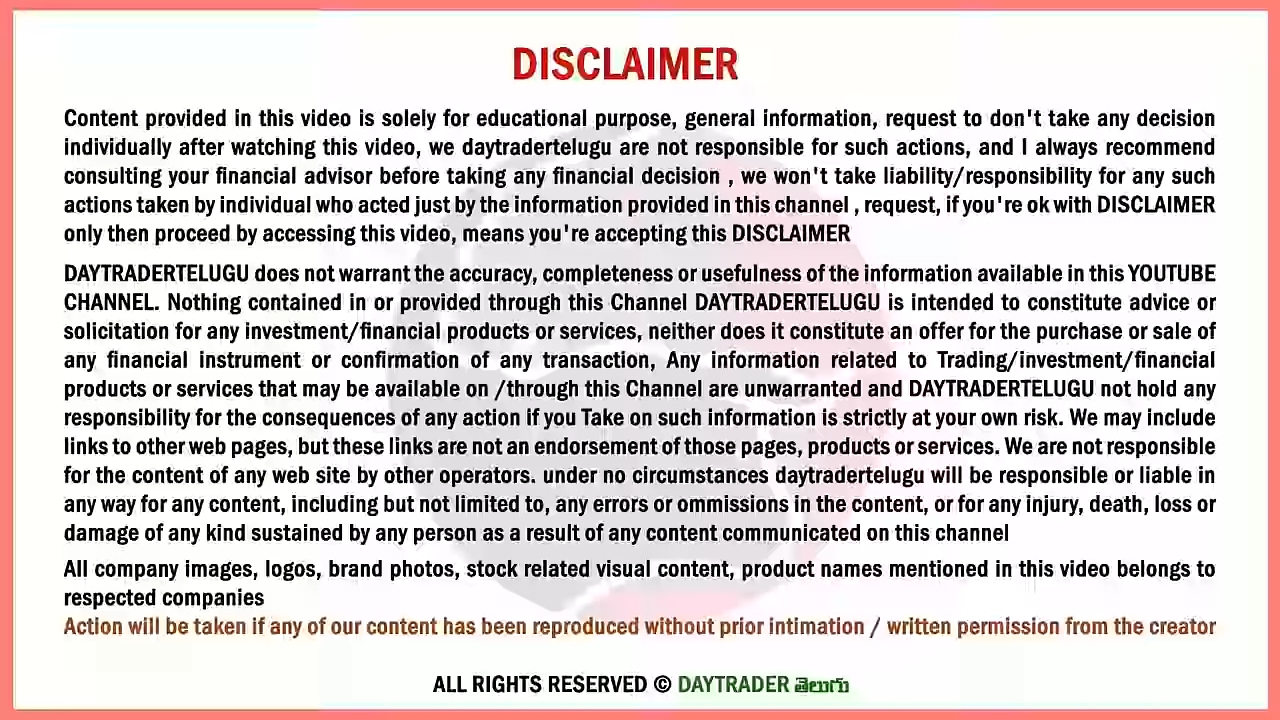 DISCLAIMER
Content provided in this video is solely for educational purpose, general information, request to don't take any decision
individually after watching this video, we daytradertelugu are not responsible for such actions, and I always recommend
consulting your financial advisor before taking any financial decision , we won't take liability/responsibility for any such
actions taken by individual who acted just by the information provided in this channel , request, if you're ok with DISCLAIMER
only then proceed by accessing this video, means you're accepting this DISCLAIMER
DAYTRADERTELUGU does not warrant the accuracy, completeness or usefulness of the information available in this YOUTUBE
CHANNEL. Nothing contained in or provided through this Channel DAYTRADERTELUGU is intended to constitute advice or
solicitation for any investment/financial products or services, neither does it constitute an offer for the purchase or sale of
any financial instrument or confirmation of any transaction, Any information related to Trading/investment/financial
products or services that may be available on /through this Channel are unwarranted and DAYTRADERTELUGU not hold any
responsibility for the consequences of any action if you Take on such information is strictly at your own risk. We may include
links to other web pages, but these links are not an endorsement of those pages, products or services. We are not responsible
for the content of any web site by other operators. under no circumstances daytradertelugu will be responsible or liable in
any way for any content, including but not limited to, any errors or ommissions in the content, or for any injury, death, loss or
damage of any kind sustained by any person as a result of any content communicated on this channel
All company images, logos, brand photos, stock related visual content, product names mentioned in this video belongs to
respected companies
Action will be taken if any of our content has been reproduced without prior intimation / written permission from the creator
ALL RIGHTS RESERVED © DAYTRADER తెలుగు